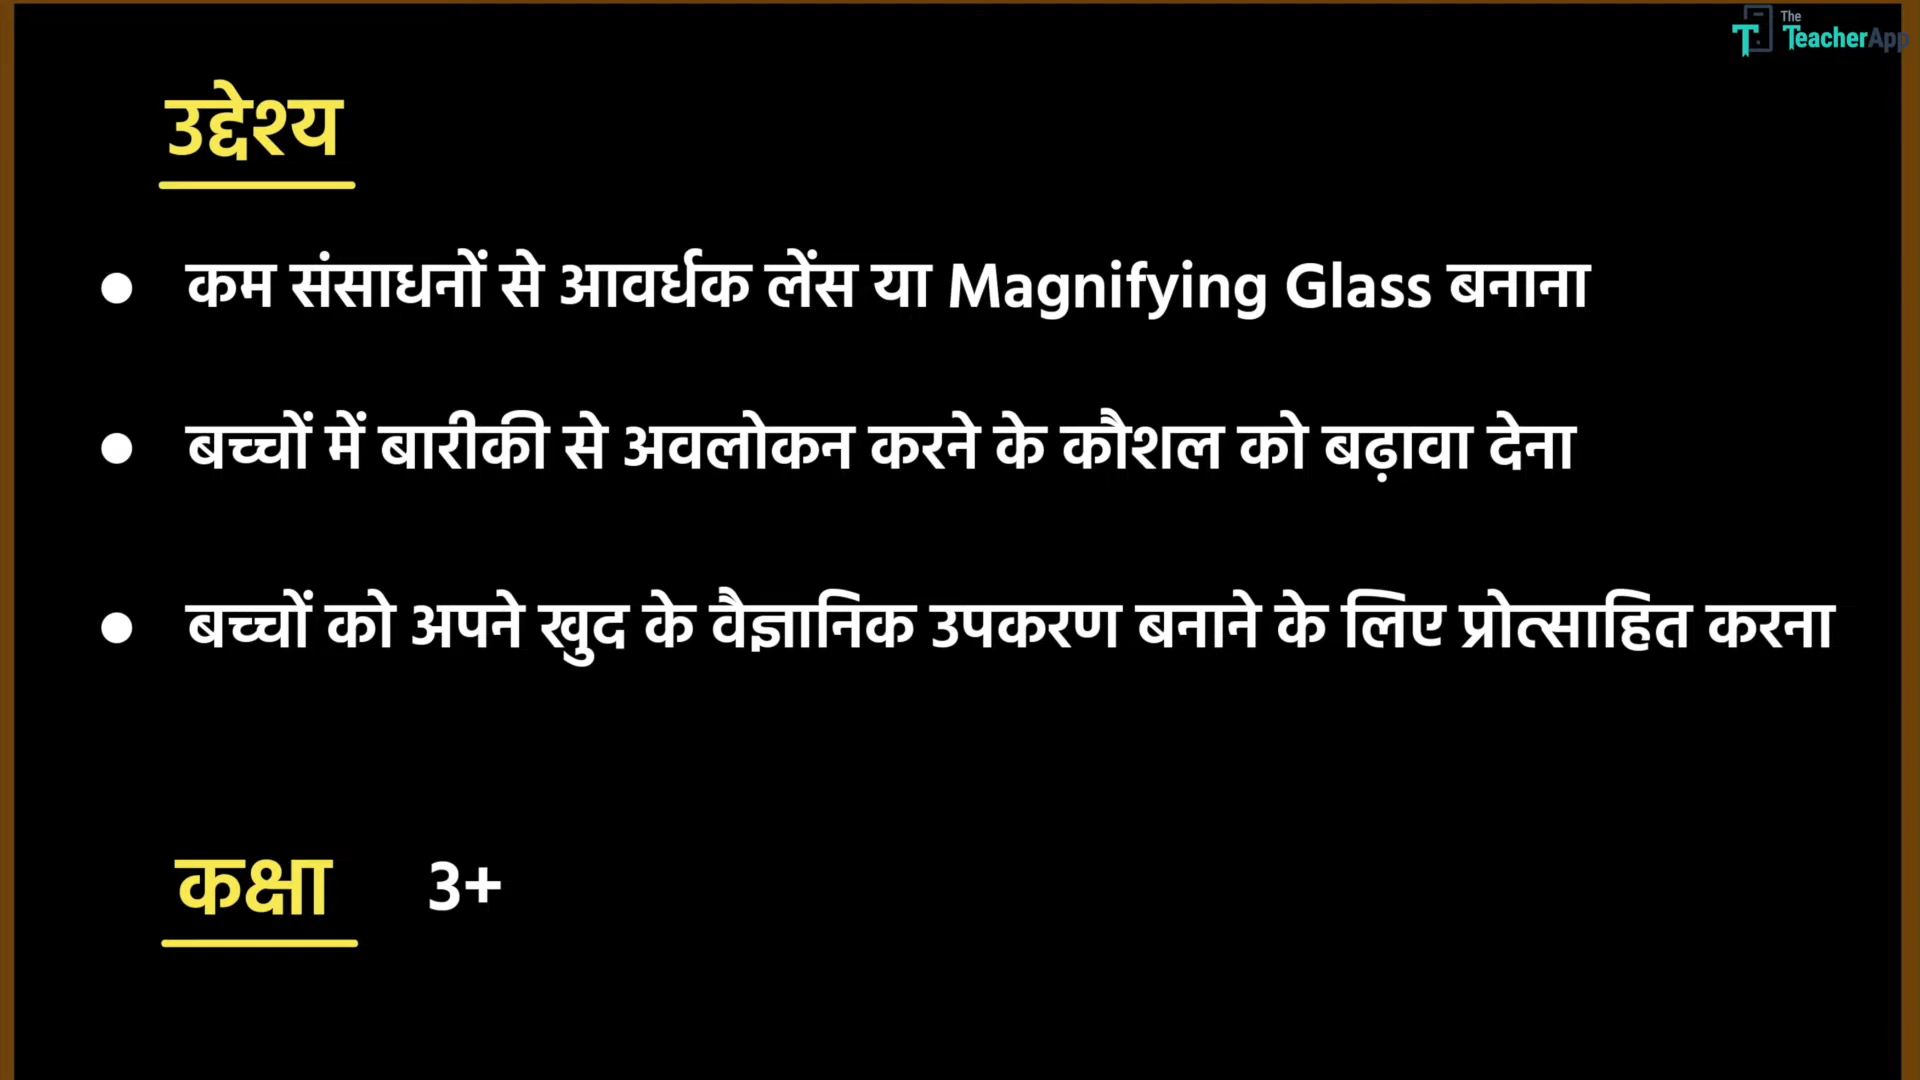 The
TeacherApp
उद्देश्य
● कम संसाधनों से आवर्धक लेंस या Magnifying Glass बनाना
● बच्चों में बारीकी से अवलोकन करने के कौशल को बढ़ावा देना
● बच्चों को अपने खुद के वैज्ञानिक उपकरण बनाने के लिए प्रोत्साहित करना
कक्षा 3+